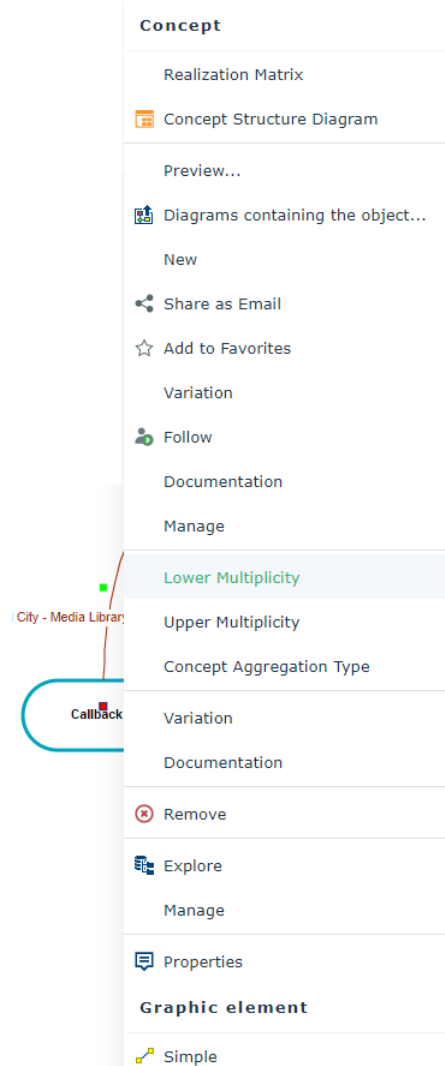 Concept
Realization Matrix
Concept Structure Diagram
Preview...
Diagrams containing the object...
New
Share as Email
Add to Favorites
Variation
Follow
Documentation
Manage
Lower Multiplicity
City - Media Library
Upper Multiplicity
Concept Aggregation Type
Callback
Variation
Documentation
Remove
Explore
Manage
Properties
Graphic element
Simple